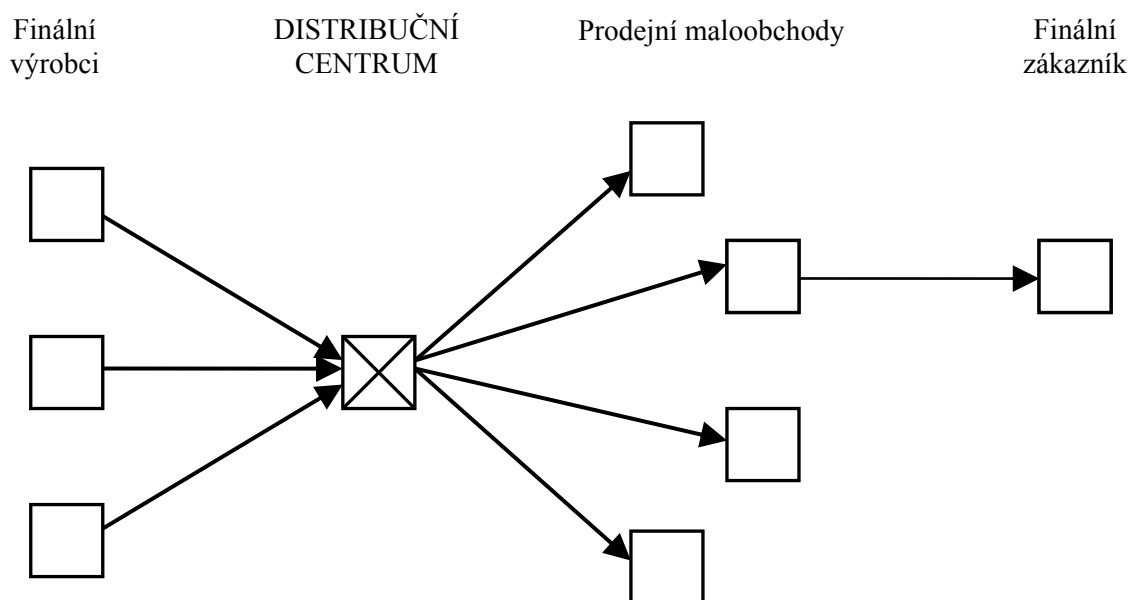 Finální
výrobci
DISTRIBUČNÍ
CENTRUM
Prodejní maloobchody
Finální
zákazník